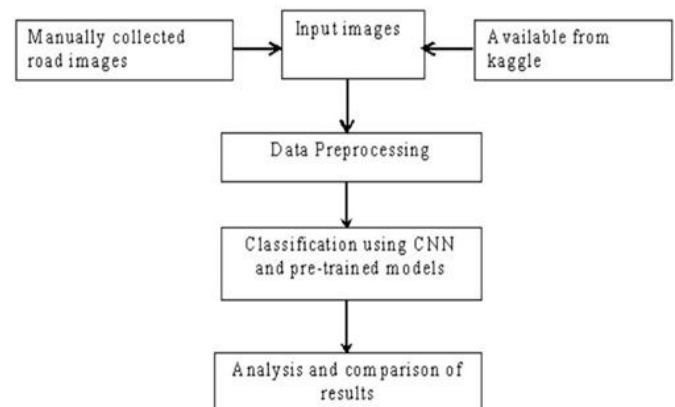 Manually collected
road images
Input images
Available from
kaggle
Data Preprocessing
Classification using CNN
and pre-trained models
Analysis and comparison of
results